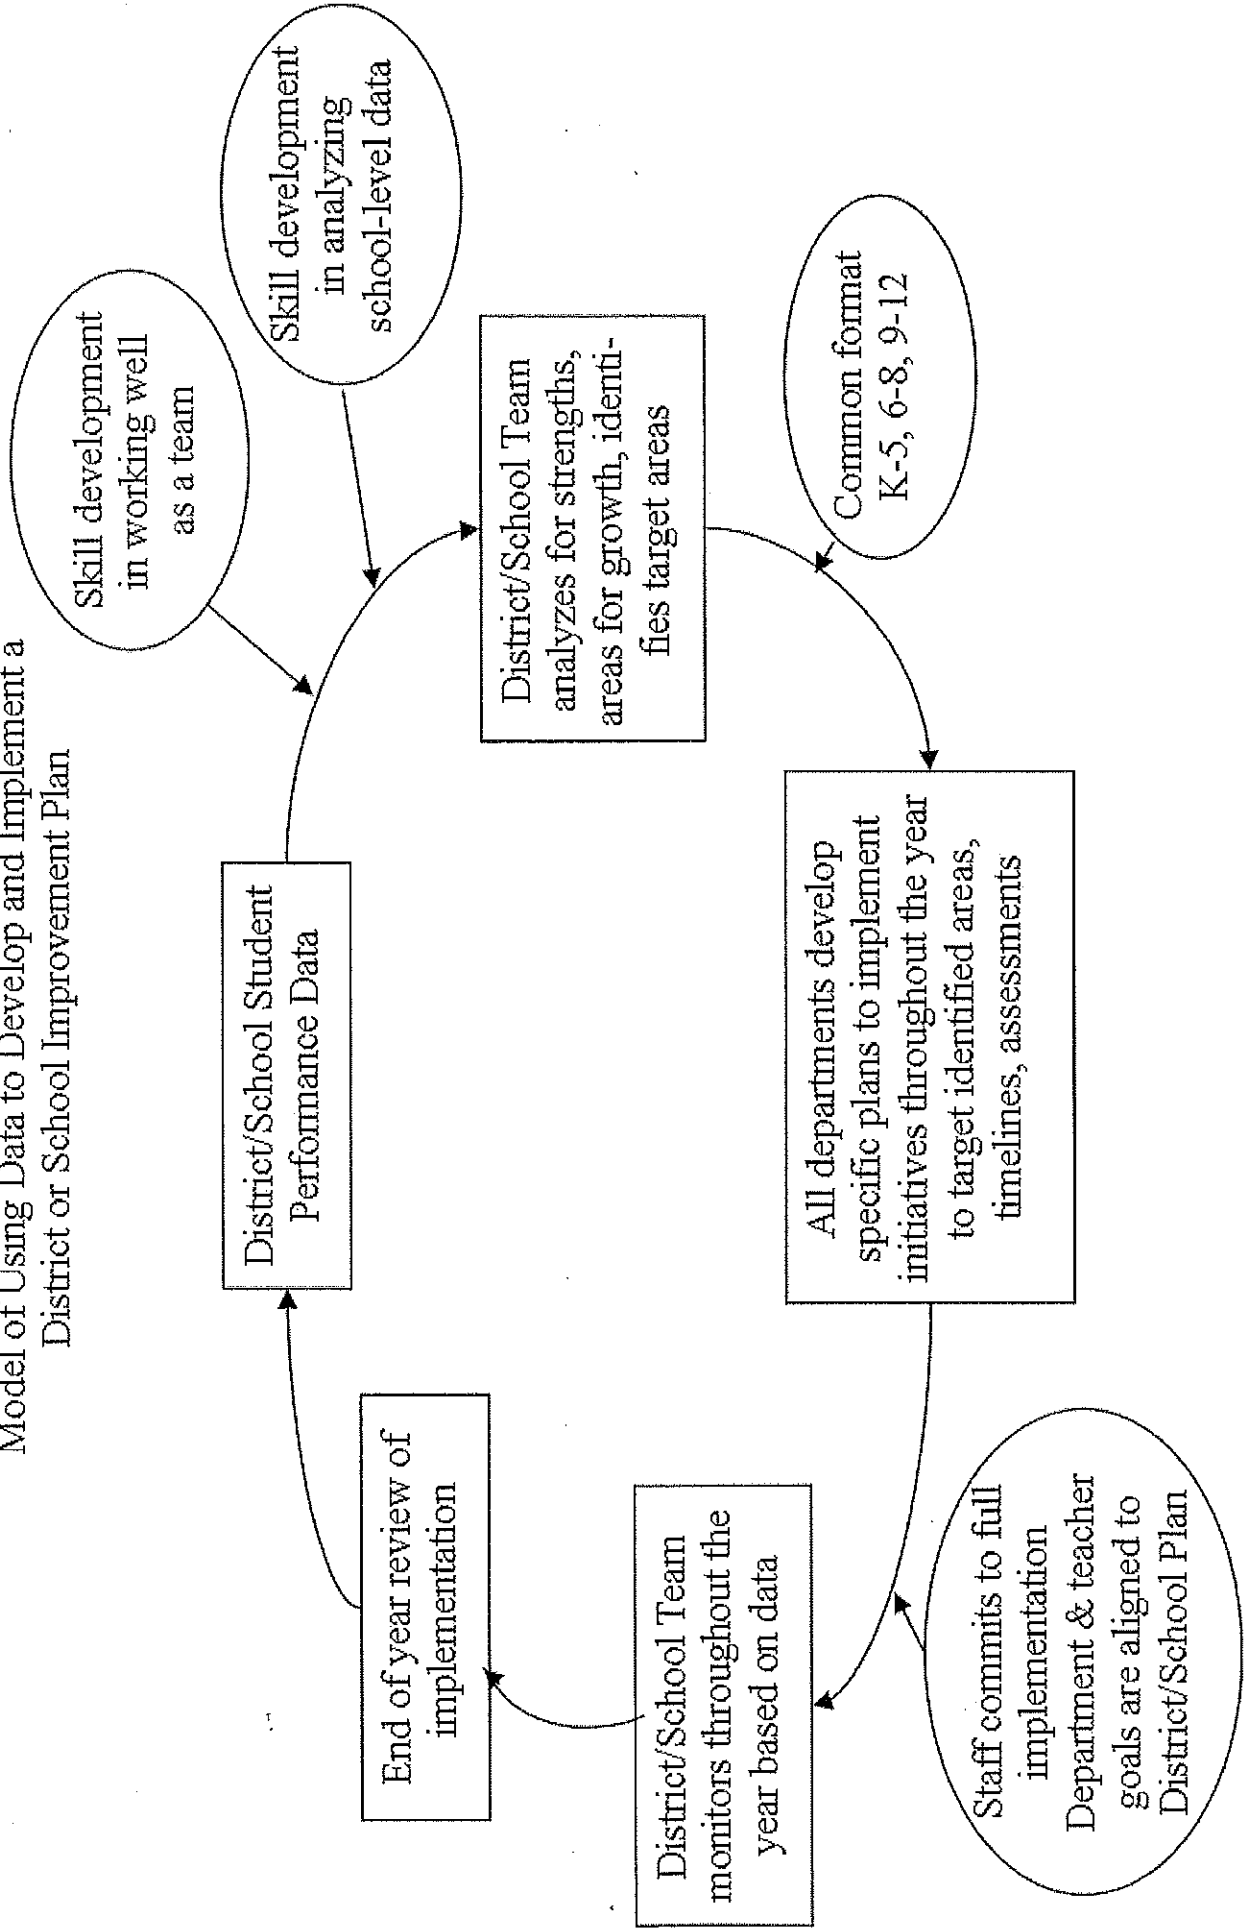 Model of Using Data to Develop and Implement a
District or School Improvement Plan
Skill development
in working well
as a team
Skill development
in analyzing
school-level data
District/School Student
Performance Data
District/School Team
analyzes for strengths,
areas for growth, identi-
fies target areas
Common format
K-5, 6-8, 9-12
All departments develop
specific plans to implement
initiatives throughout the year
to target identified areas,
timelines, assessments
Staff commits to full
implementation
Department & teacher
goals are aligned to
District/School Plan
District/School Team
monitors throughout the
year based on data
End of year review of
implementation